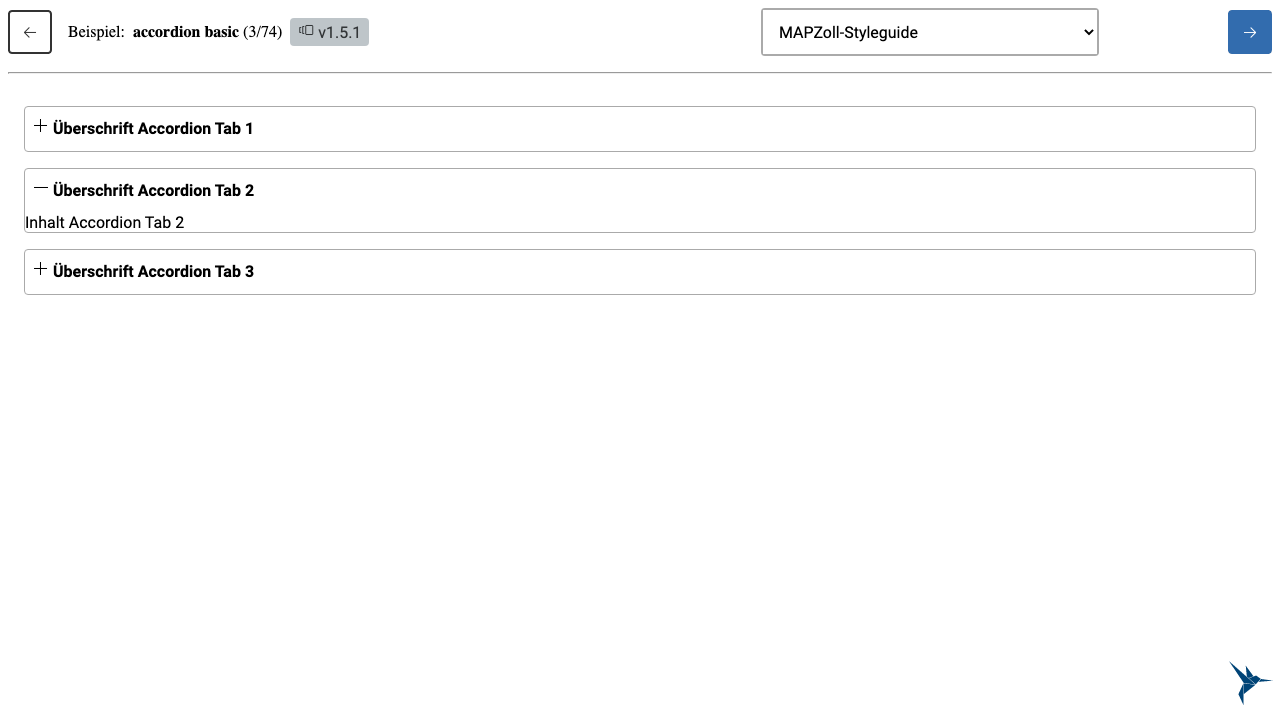 Beispiel: accordion basic (3/74) v1.5.1 MAPZoll-Styleguide
Überschrift Accordion Tab 1
Überschrift Accordion Tab 2
Inhalt Accordion Tab 2
Überschrift Accordion Tab 3